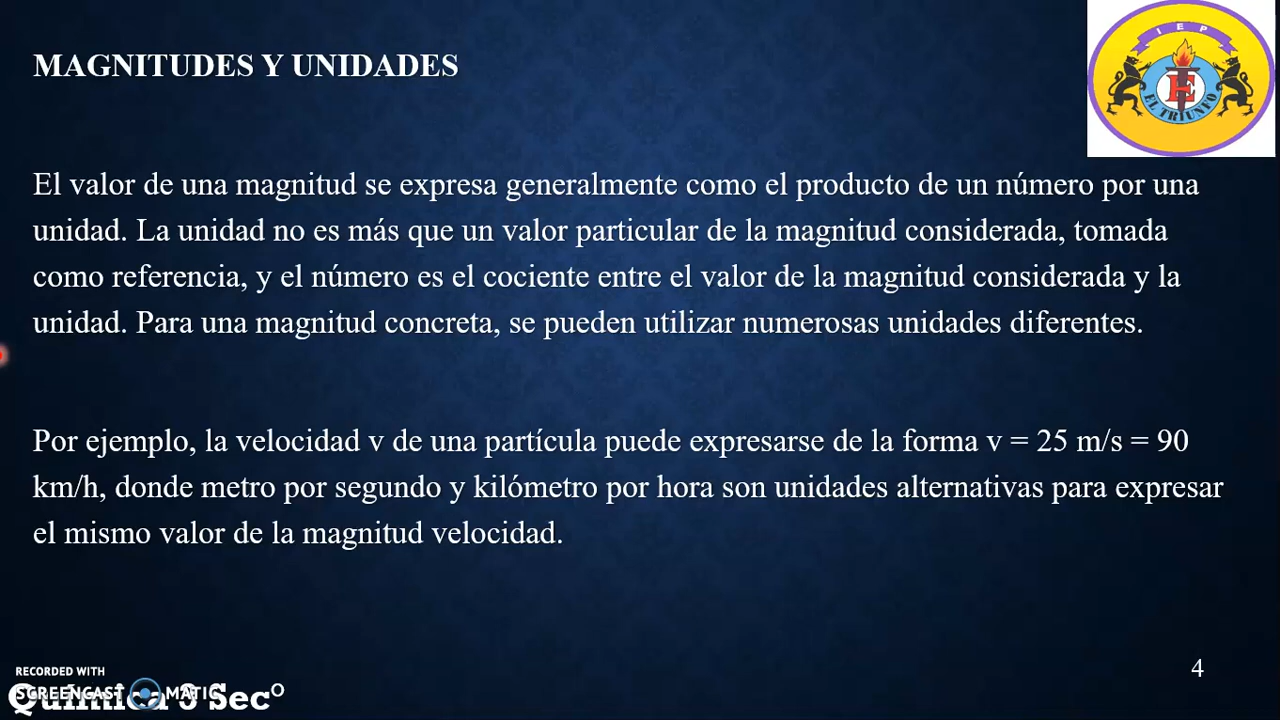 MAGNITUDES Y UNIDADES
I E P
EL TRIUNFO
El valor de una magnitud se expresa generalmente como el producto de un número por una
unidad. La unidad no es más que un valor particular de la magnitud considerada, tomada
como referencia, y el número es el cociente entre el valor de la magnitud considerada y la
unidad. Para una magnitud concreta, se pueden utilizar numerosas unidades diferentes.
Por ejemplo, la velocidad v de una partícula puede expresarse de la forma v = 25 m/s = 90
km/h, donde metro por segundo y kilómetro por hora son unidades alternativas para expresar
el mismo valor de la magnitud velocidad.
4
RECORDED WITH
SCREENCAST MATIC
Química 3 Secº